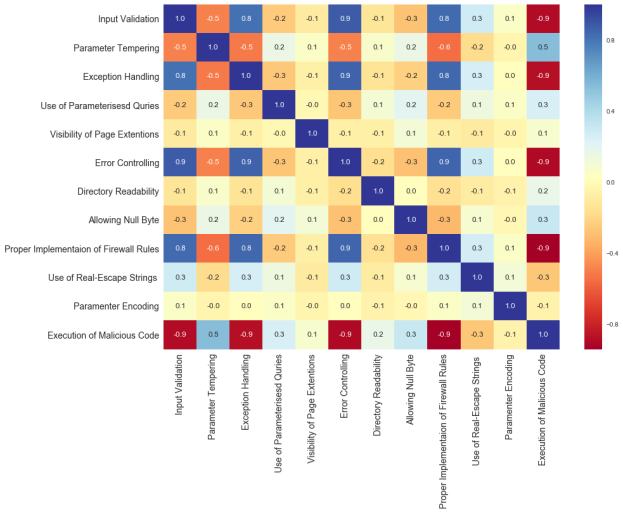 Input Validation 1.0 -0.5 0.8 -0.2 -0.1 0.9 -0.1 -0.3 0.8 0.3 0.1 -0.9
Parameter Tempering -0.5 1.0 -0.5 0.2 0.1 -0.5 0.1 0.2 -0.6 -0.2 -0.0 0.5
Exception Handling 0.8 -0.5 1.0 -0.3 -0.1 0.9 -0.1 -0.2 0.8 0.3 0.0 -0.9
Use of Parameterisesd Quries -0.2 0.2 -0.3 1.0 -0.0 -0.3 0.1 0.2 -0.2 0.1 0.1 0.3
Visibility of Page Extentions -0.1 0.1 -0.1 -0.0 1.0 -0.1 -0.1 0.1 -0.1 -0.1 -0.0 0.1
Error Controlling 0.9 -0.5 0.9 -0.3 -0.1 1.0 -0.2 -0.3 0.9 0.3 0.0 -0.9
Directory Readability -0.1 0.1 -0.1 0.1 -0.1 -0.2 1.0 0.0 -0.2 -0.1 -0.1 0.2
Allowing Null Byte -0.3 0.2 -0.2 0.2 0.1 -0.3 0.0 1.0 -0.3 0.1 -0.0 0.3
Proper Implementaion of Firewall Rules 0.8 -0.6 0.8 -0.2 -0.1 0.9 -0.2 -0.3 1.0 0.3 0.1 -0.9
Use of Real-Escape Strings 0.3 -0.2 0.3 0.1 -0.1 0.3 -0.1 0.1 0.3 1.0 0.1 -0.3
Paramenter Encoding 0.1 -0.0 0.0 0.1 -0.0 0.0 -0.1 -0.0 0.1 0.1 1.0 -0.1
Execution of Malicious Code -0.9 0.5 -0.9 0.3 0.1 -0.9 0.2 0.3 -0.9 -0.3 -0.1 1.0
Input Validation
Parameter Tempering
Exception Handling
Use of Parameterisesd Quries
Visibility of Page Extentions
Error Controlling
Directory Readability
Allowing Null Byte
Proper Implementaion of Firewall Rules
Use of Real-Escape Strings
Paramenter Encoding
Execution of Malicious Code
0.8
0.4
0.0
−0.4
−0.8